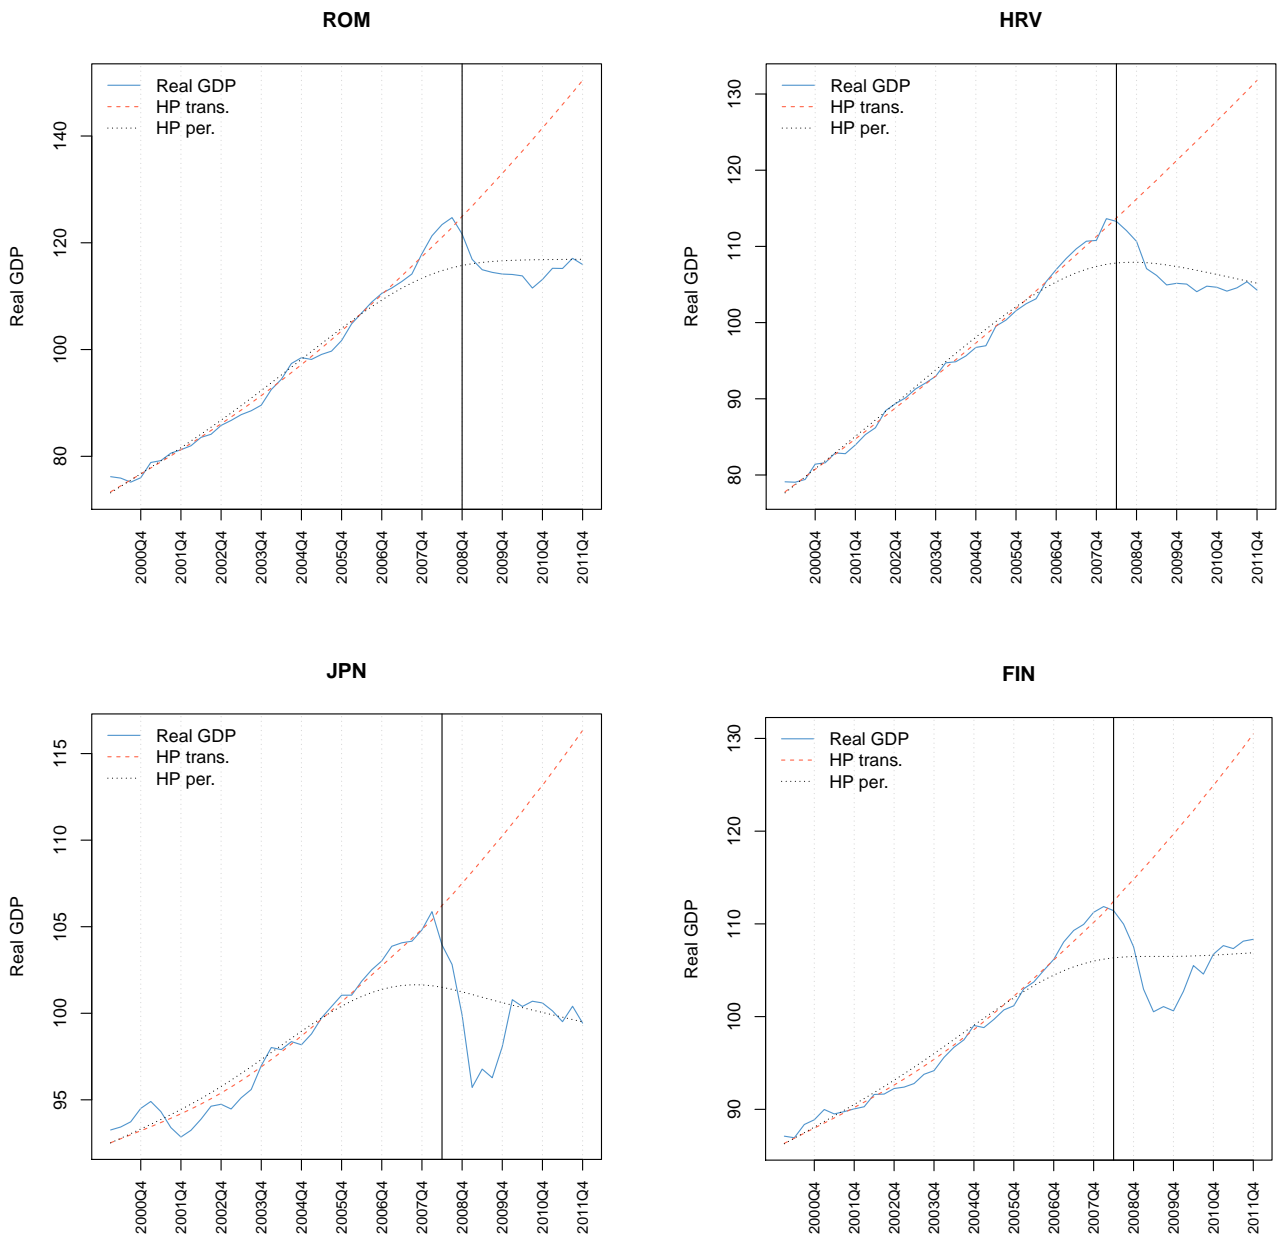 ROM
Real GDP
HP trans.
HP per.
Real GDP
80
100
120
140
2000Q4
2001Q4
2002Q4
2003Q4
2004Q4
2005Q4
2006Q4
2007Q4
2008Q4
2009Q4
2010Q4
2011Q4
HRV
Real GDP
HP trans.
HP per.
Real GDP
80
90
100
110
120
130
2000Q4
2001Q4
2002Q4
2003Q4
2004Q4
2005Q4
2006Q4
2007Q4
2008Q4
2009Q4
2010Q4
2011Q4
JPN
Real GDP
HP trans.
HP per.
Real GDP
95
100
105
110
115
2000Q4
2001Q4
2002Q4
2003Q4
2004Q4
2005Q4
2006Q4
2007Q4
2008Q4
2009Q4
2010Q4
2011Q4
FIN
Real GDP
HP trans.
HP per.
Real GDP
90
100
110
120
130
2000Q4
2001Q4
2002Q4
2003Q4
2004Q4
2005Q4
2006Q4
2007Q4
2008Q4
2009Q4
2010Q4
2011Q4